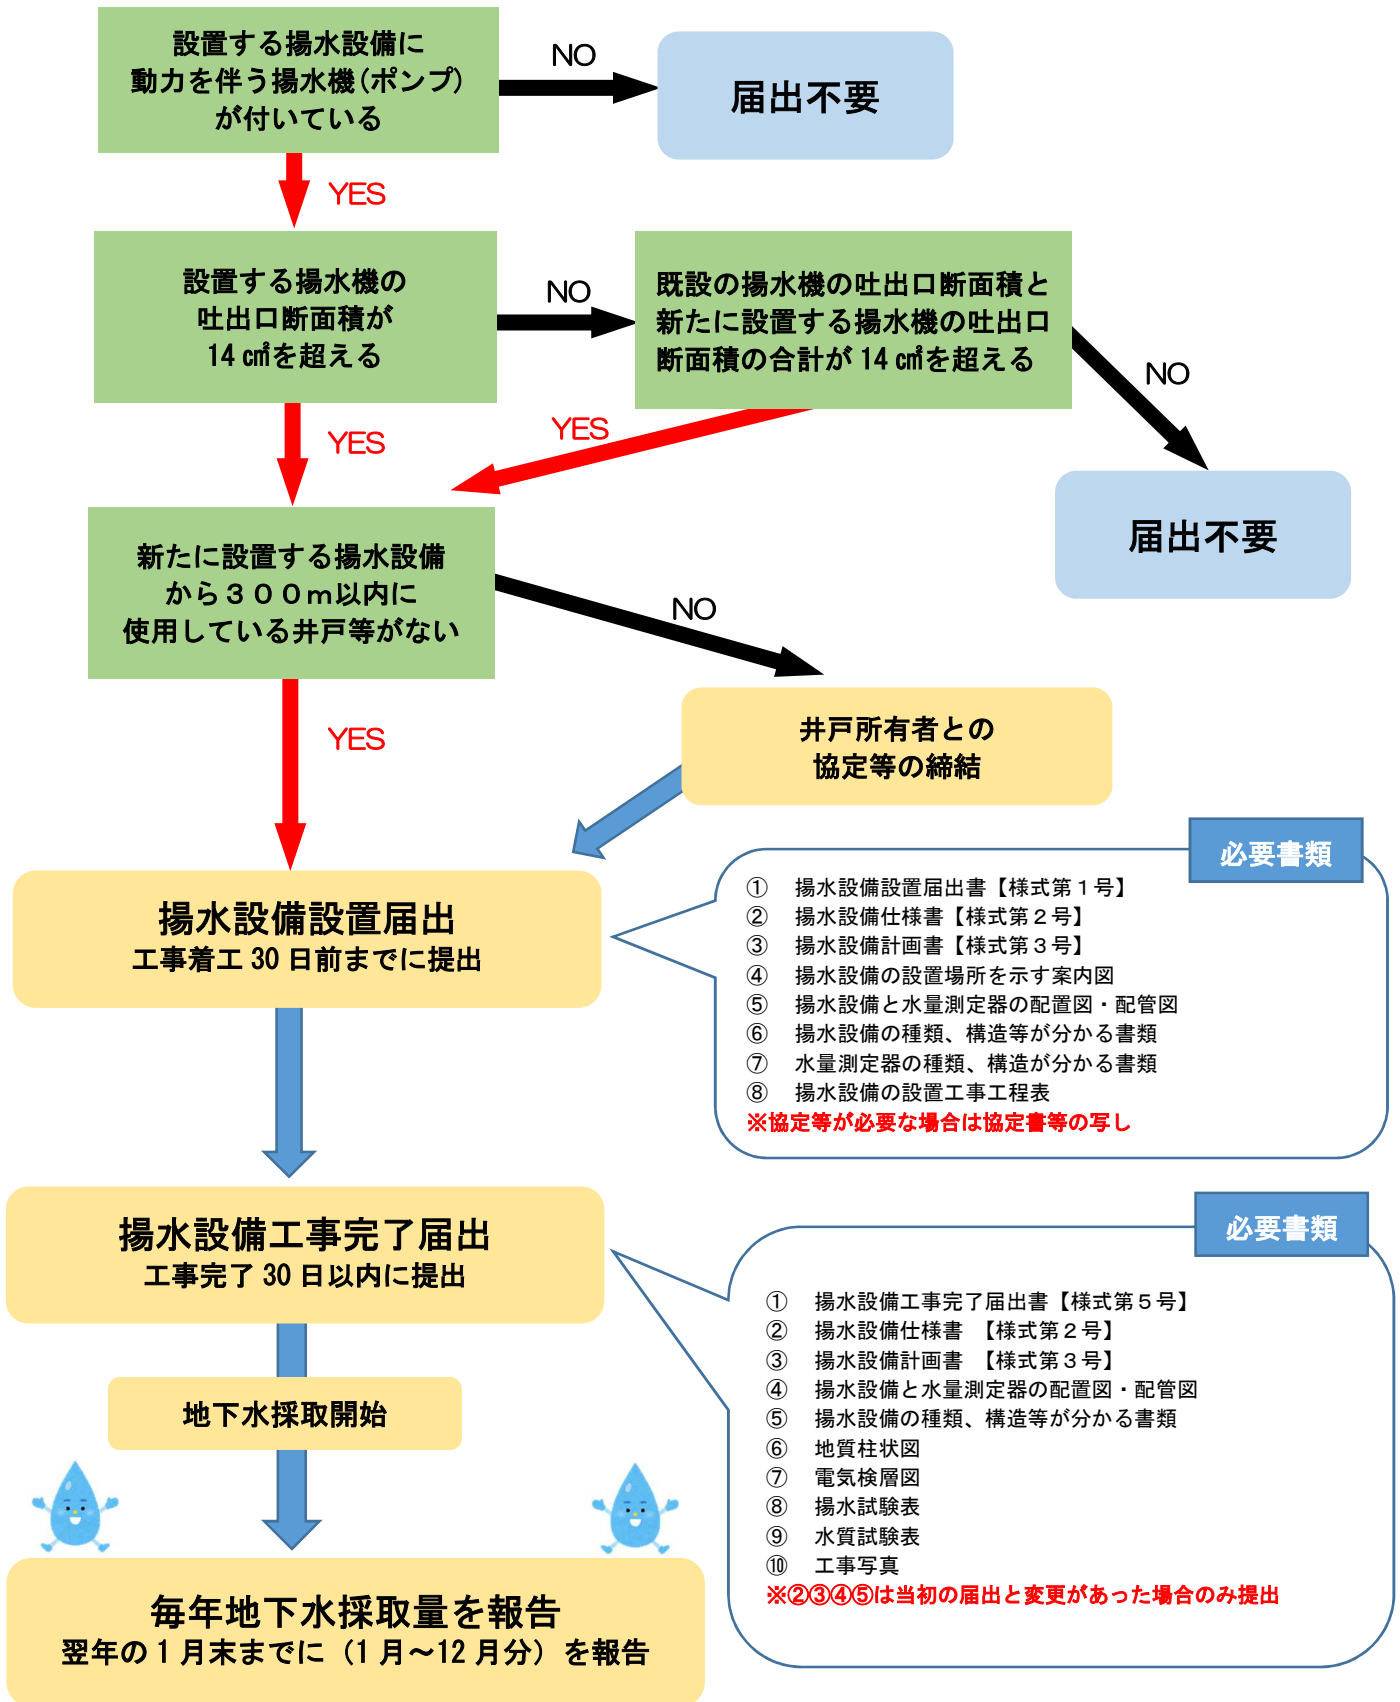 設置する揚水設備に
動力を伴う揚水機(ポンプ)
が付いている
NO
届出不要
YES
設置する揚水機の
吐出口断面積が
14㎠を超える
NO
既設の揚水機の吐出口断面積と
新たに設置する揚水機の吐出口
断面積の合計が14㎠を超える
NO
YES
YES
届出不要
新たに設置する揚水設備
から３００ｍ以内に
使用している井戸等がない
NO
YES
井戸所有者との
協定等の締結
揚水設備設置届出
工事着工30日前までに提出
必要書類
① 揚水設備設置届出書【様式第１号】
② 揚水設備仕様書【様式第２号】
③ 揚水設備計画書【様式第３号】
④ 揚水設備の設置場所を示す案内図
⑤ 揚水設備と水量測定器の配置図・配管図
⑥ 揚水設備の種類、構造等が分かる書類
⑦ 水量測定器の種類、構造が分かる書類
⑧ 揚水設備の設置工事工程表
※協定等が必要な場合は協定書等の写し
揚水設備工事完了届出
工事完了30日以内に提出
必要書類
① 揚水設備工事完了届出書【様式第５号】
② 揚水設備仕様書 【様式第２号】
③ 揚水設備計画書 【様式第３号】
④ 揚水設備と水量測定器の配置図・配管図
⑤ 揚水設備の種類、構造等が分かる書類
⑥ 地質柱状図
⑦ 電気検層図
⑧ 揚水試験表
⑨ 水質試験表
⑩ 工事写真
※②③④⑤は当初の届出と変更があった場合のみ提出
地下水採取開始
毎年地下水採取量を報告
翌年の1月末までに（1月～12月分）を報告